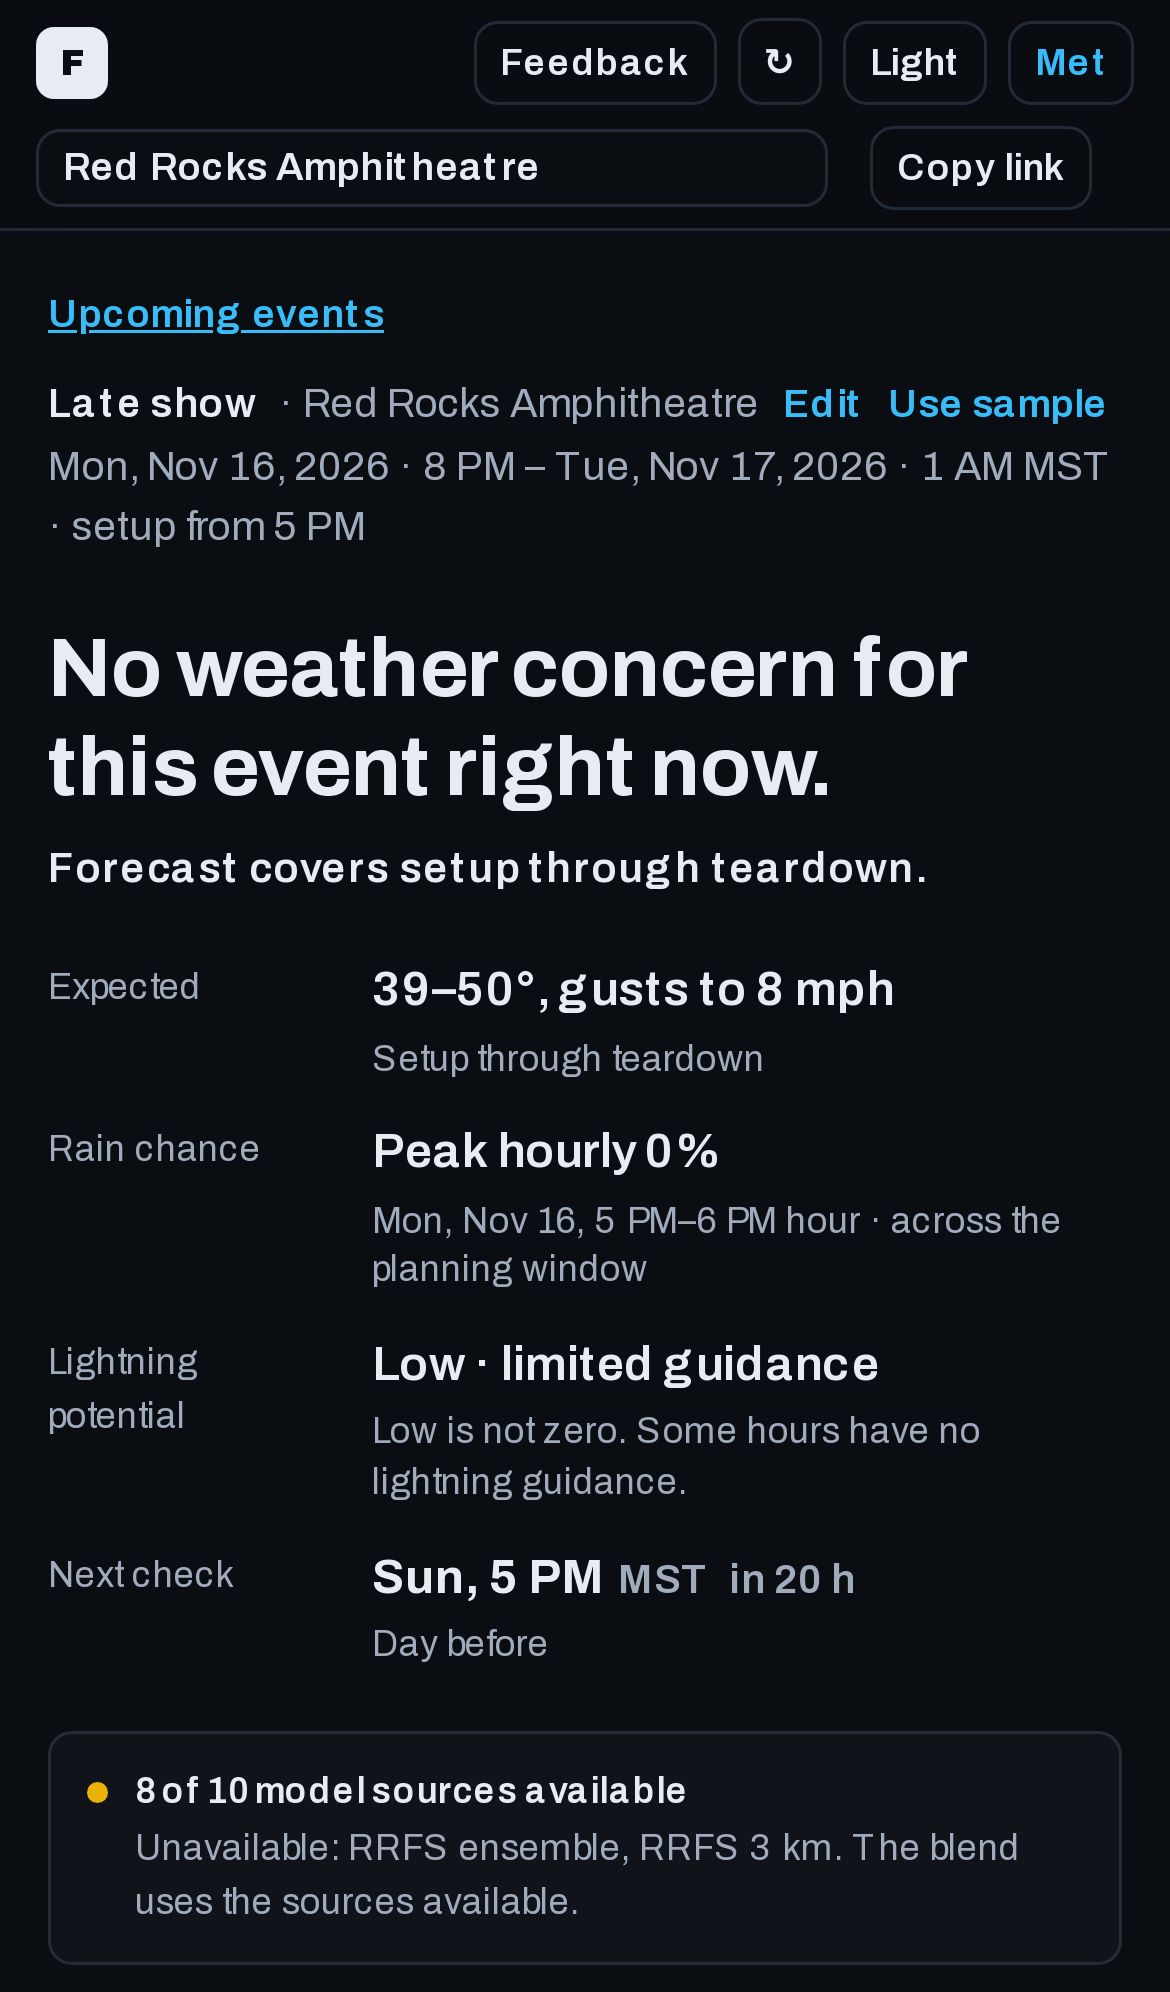 F
Feedback
↻
Light
Met
Red Rocks Amphitheatre
Copy link
Upcoming events
Late show · Red Rocks Amphitheatre Edit Use sample
Mon, Nov 16, 2026 · 8 PM – Tue, Nov 17, 2026 · 1 AM MST
· setup from 5 PM
No weather concern for
this event right now.
Forecast covers setup through teardown.
Expected
39–50°, gusts to 8 mph
Setup through teardown
Rain chance
Peak hourly 0%
Mon, Nov 16, 5 PM–6 PM hour · across the
planning window
Lightning
potential
Low · limited guidance
Low is not zero. Some hours have no
lightning guidance.
Next check
Sun, 5 PM MST in 20 h
Day before
8 of 10 model sources available
Unavailable: RRFS ensemble, RRFS 3 km. The blend
uses the sources available.